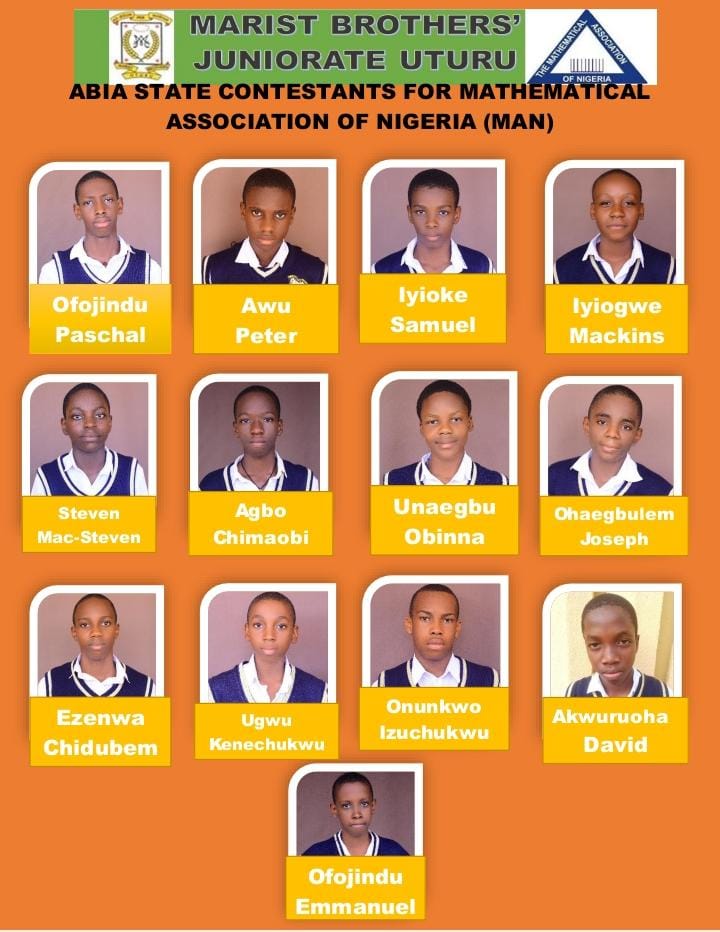 MARIST BROTHERS'
JUNIORATE UTURU
THE MATHEMATICAL
ASSOCIATION
OF NIGERIA
ABIA STATE CONTESTANTS FOR MATHEMATICAL
ASSOCIATION OF NIGERIA (MAN)
Ofojindu
Paschal
Awu
Peter
Iyioke
Samuel
Iyiogwe
Mackins
Steven
Mac-Steven
Agbo
Chimaobi
Unaegbu
Obinna
Ohaegbulem
Joseph
Ezenwa
Chidubem
Ugwu
Kenechukwu
Onunkwo
Izuchukwu
Akwuruoha
David
Ofojindu
Emmanuel